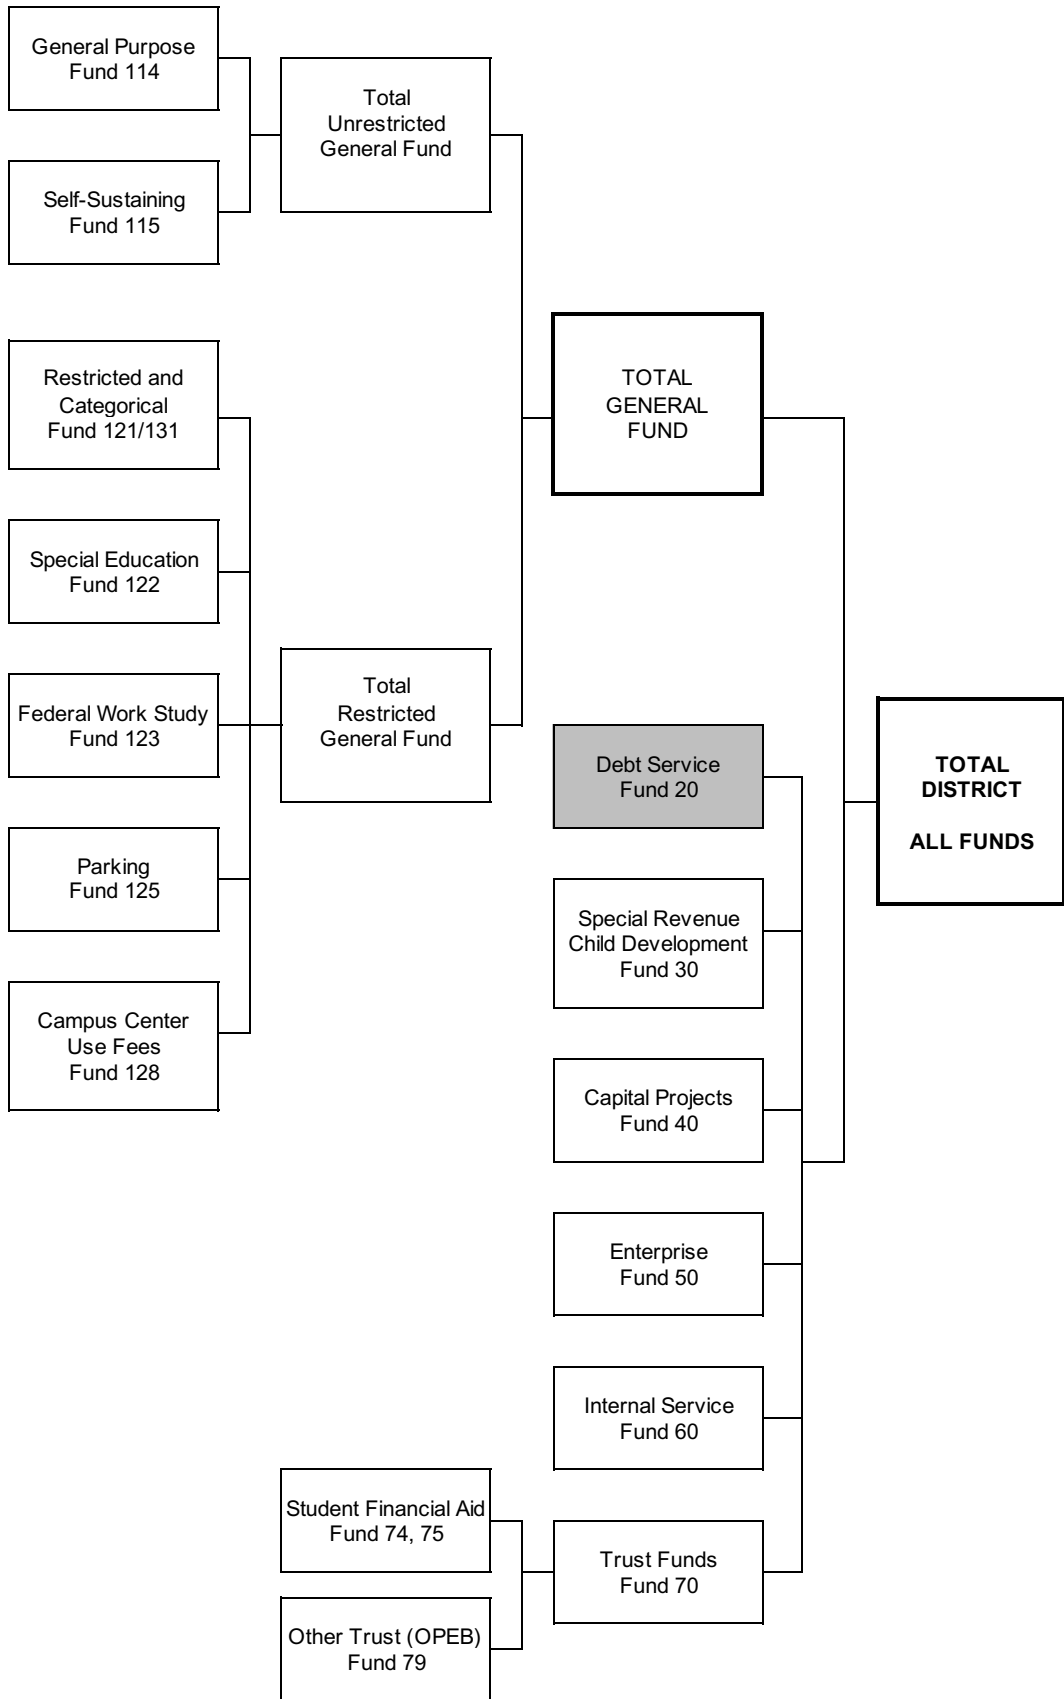 General Purpose
Fund 114
Total
Unrestricted
General Fund
Self-Sustaining
Fund 115
Restricted and
Categorical
Fund 121/131
TOTAL
GENERAL
FUND
Special Education
Fund 122
Federal Work Study
Fund 123
Total
Restricted
General Fund
Debt Service
Fund 20
TOTAL
DISTRICT
ALL FUNDS
Parking
Fund 125
Special Revenue
Child Development
Fund 30
Campus Center
Use Fees
Fund 128
Capital Projects
Fund 40
Enterprise
Fund 50
Internal Service
Fund 60
Student Financial Aid
Fund 74, 75
Trust Funds
Fund 70
Other Trust (OPEB)
Fund 79